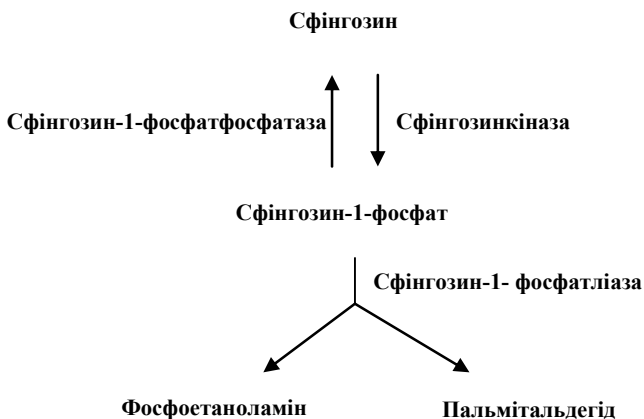 Сфінгозин
Сфінгозин-1-фосфатфосфатаза
Сфінгозинкіназа
Сфінгозин-1-фосфат
Сфінгозин-1- фосфатліаза
Фосфоетаноламін
Пальмітальдегід